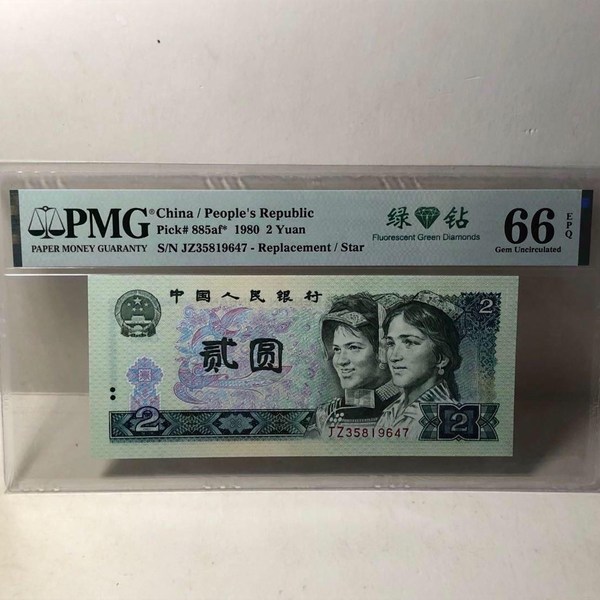 PMG®
PAPER MONEY GUARANTY
China / People's Republic
Pick# 885af* 1980 2 Yuan
S/N JZ35819647 - Replacement / Star
绿 钻
Fluorescent Green Diamonds
66
EPQ
Gem Uncirculated
中国人民银行
2
贰圆
2
JZ35819647
2